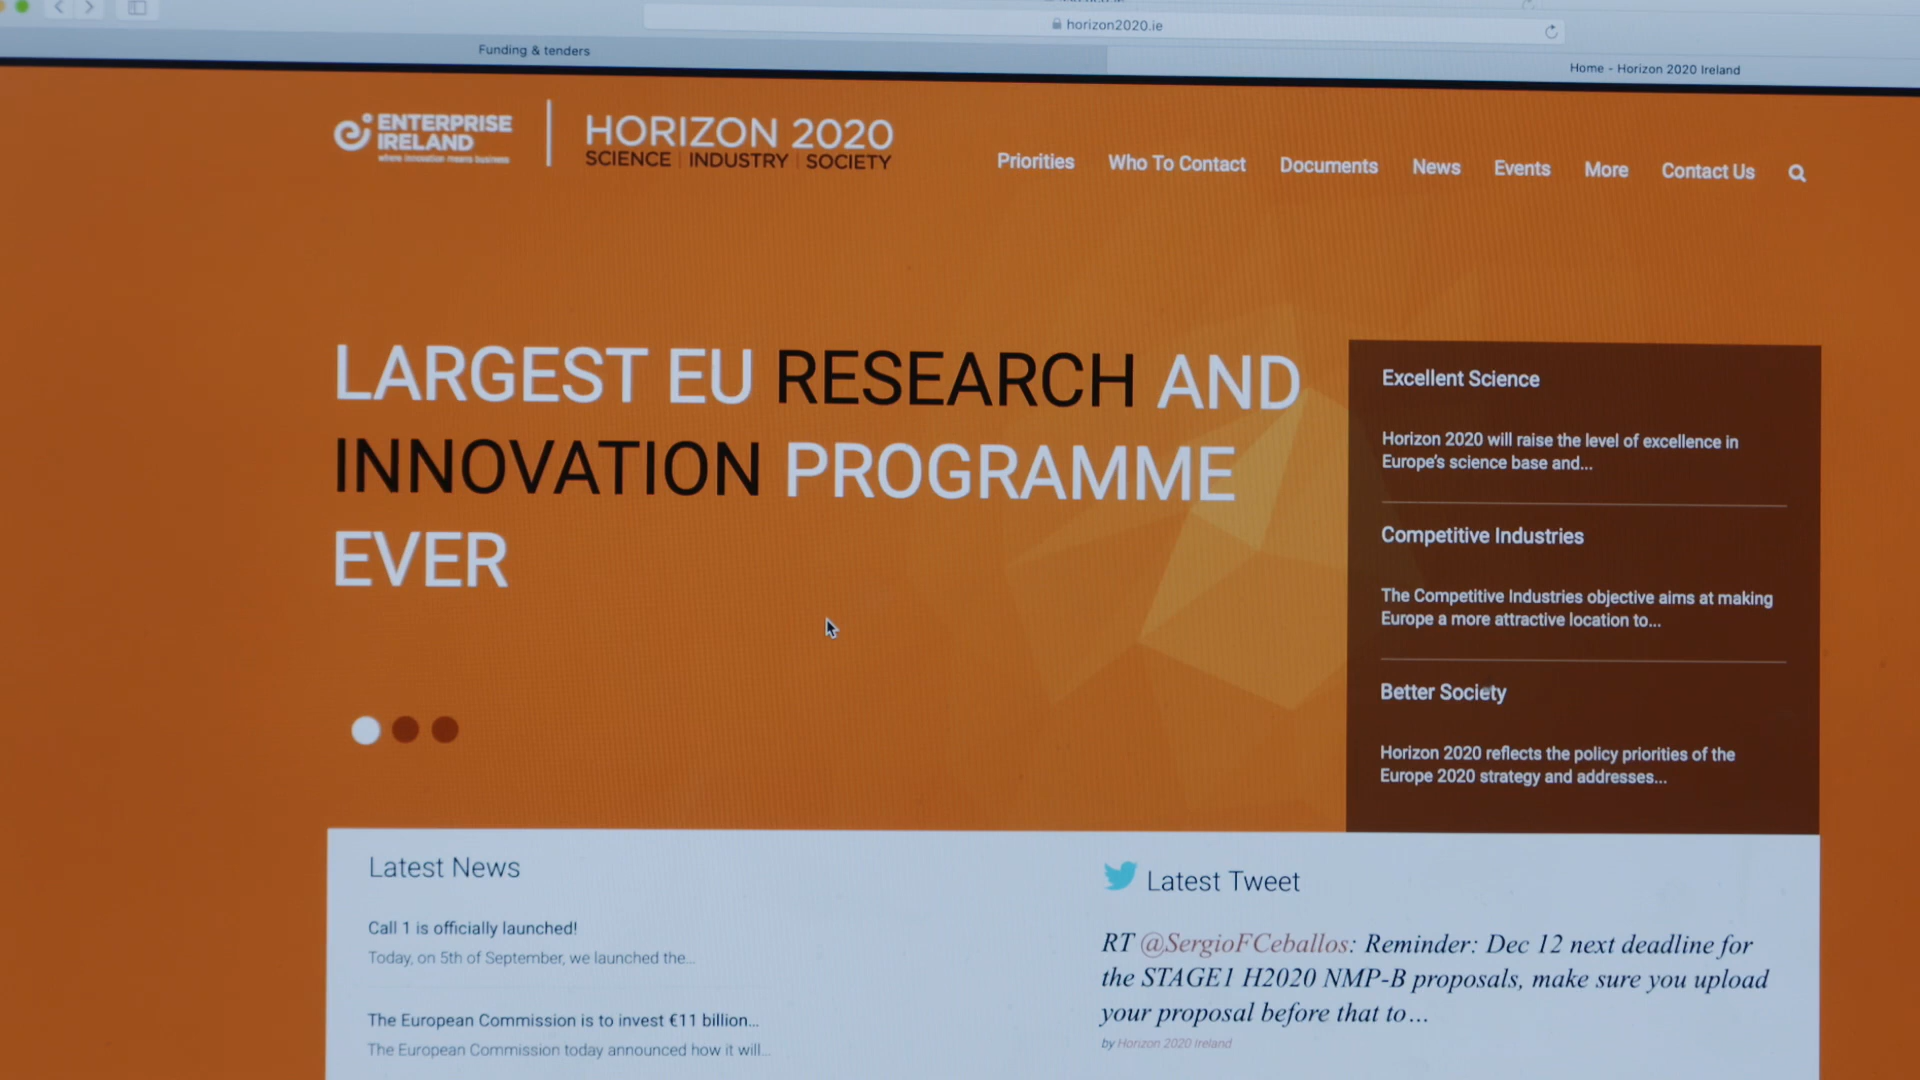 horizon2020.ie
Funding & tenders
Home - Horizon 2020 Ireland
ENTERPRISE
IRELAND
where innovation means business
HORIZON 2020
SCIENCE | INDUSTRY | SOCIETY
Priorities
Who To Contact
Documents
News
Events
More
Contact Us
LARGEST EU RESEARCH AND
INNOVATION PROGRAMME
EVER
Excellent Science
Horizon 2020 will raise the level of excellence in
Europe's science base and...
Competitive Industries
The Competitive Industries objective aims at making
Europe a more attractive location to...
Better Society
Horizon 2020 reflects the policy priorities of the
Europe 2020 strategy and addresses...
Latest News
Call 1 is officially launched!
Today, on 5th of September, we launched the...
The European Commission is to invest €11 billion...
The European Commission today announced how it will...
Latest Tweet
RT @SergioFCeballos: Reminder: Dec 12 next deadline for
the STAGE1 H2020 NMP-B proposals, make sure you upload
your proposal before that to...
by Horizon 2020 Ireland